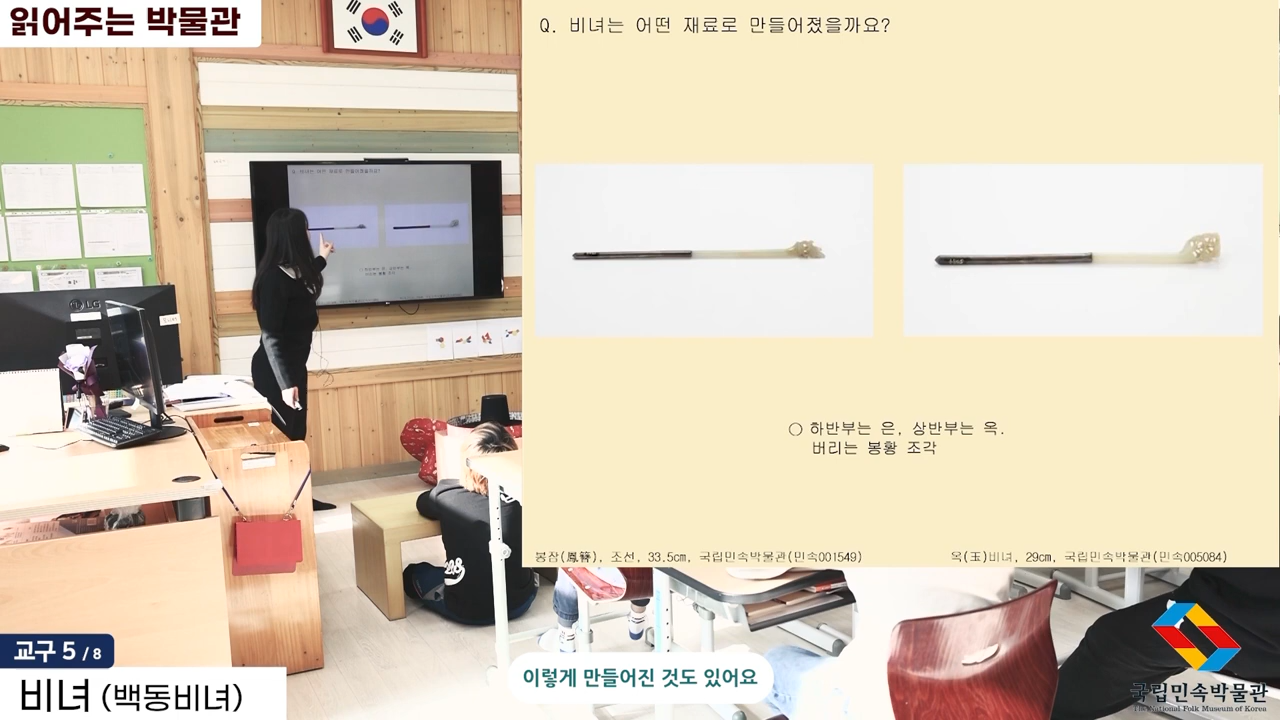 읽어주는 박물관
Q. 비녀는 어떤 재료로 만들어졌을까요?
○ 하반부는 은, 상반부는 옥.
버리는 봉황 조각
봉잠(鳳簪), 조선, 33.5cm, 국립민속박물관(민속001549)
옥(玉)비녀, 29cm, 국립민속박물관(민속005084)
LG
교구 5 / 8
비녀 (백동비녀)
이렇게 만들어진 것도 있어요
국립민속박물관
The National Folk Museum of Korea